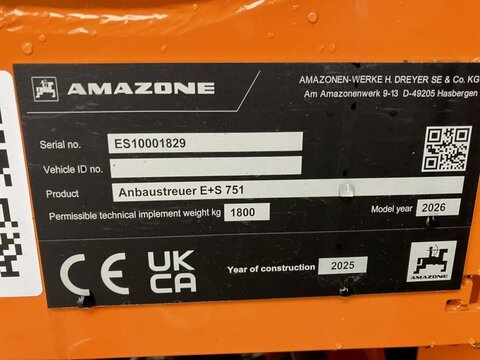 AMAZONE
AMAZONEN-WERKE H. DREYER SE & Co. KG
Am Amazonenwerk 9-13 D-49205 Hasbergen
Serial no. ES10001829
Vehicle ID no.
Product Anbaustreuer E+S 751
Permissible technical implement weight kg 1800 Model year 2026
CE UK CA Year of construction 2025
AMAZONE